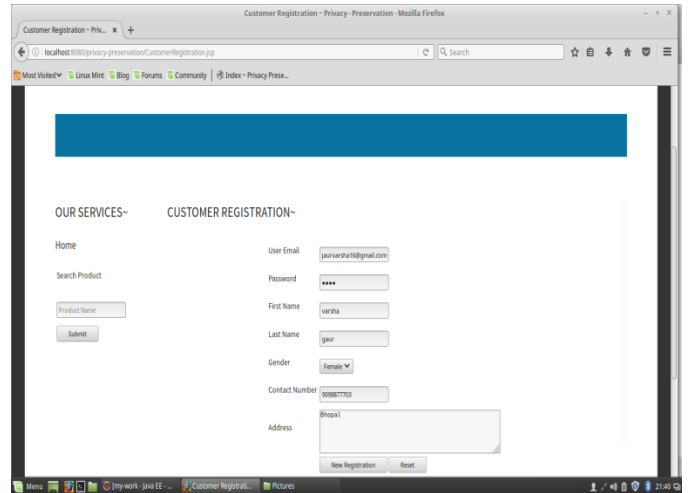 Customer Registration ~ Privacy - Preservation - Mozilla Firefox
Customer Registration ~ Priv... x +
localhost:8080/privacy-preservation/CustomerRegistration.jsp
Search
Most Visited Linux Mint Blog Forums Community Index ~ Privacy Prese...
OUR SERVICES~
Home
Search Product
Product Name
Submit
CUSTOMER REGISTRATION~
User Email jaurvarsha16@gmail.com
Password ••••
First Name varsha
Last Name gaur
Gender Female
Contact Number 9098877703
Address Bhopal
New Registration Reset
Menu [my-work - Java EE - ... Customer Registrati... Pictures 21:40